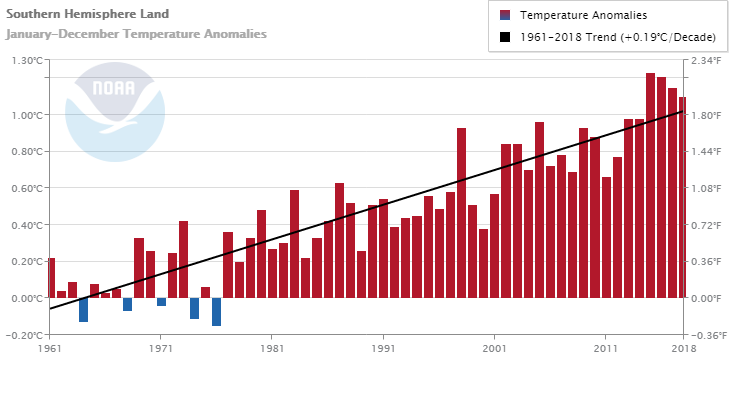 Southern Hemisphere Land
January–December Temperature Anomalies
Temperature Anomalies
1961–2018 Trend (+0.19°C/Decade)
NOAA
1.30°C
1.00°C
0.80°C
0.60°C
0.40°C
0.20°C
0.00°C
−0.20°C
2.34°F
1.80°F
1.44°F
1.08°F
0.72°F
0.36°F
0.00°F
−0.36°F
1961 1971 1981 1991 2001 2011 2018